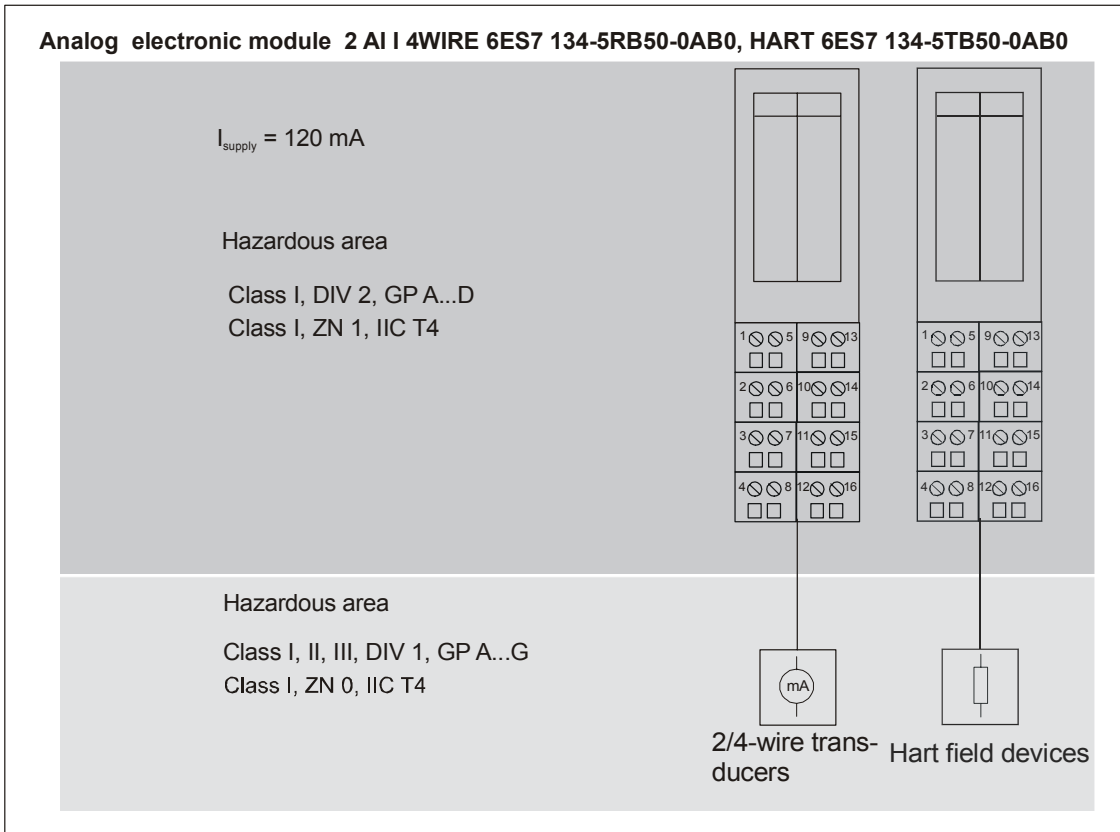 Analog electronic module 2 AI I 4WIRE 6ES7 134-5RB50-0AB0, HART 6ES7 134-5TB50-0AB0
Isupply = 120 mA
Hazardous area
Class I, DIV 2, GP A...D
Class I, ZN 1, IIC T4
1 5 9 13 1 5 9 13
2 6 10 14 2 6 10 14
3 7 11 15 3 7 11 15
4 8 12 16 4 8 12 16
Hazardous area
Class I, II, III, DIV 1, GP A...G
Class I, ZN 0, IIC T4
mA
2/4-wire trans-
ducers
Hart field devices